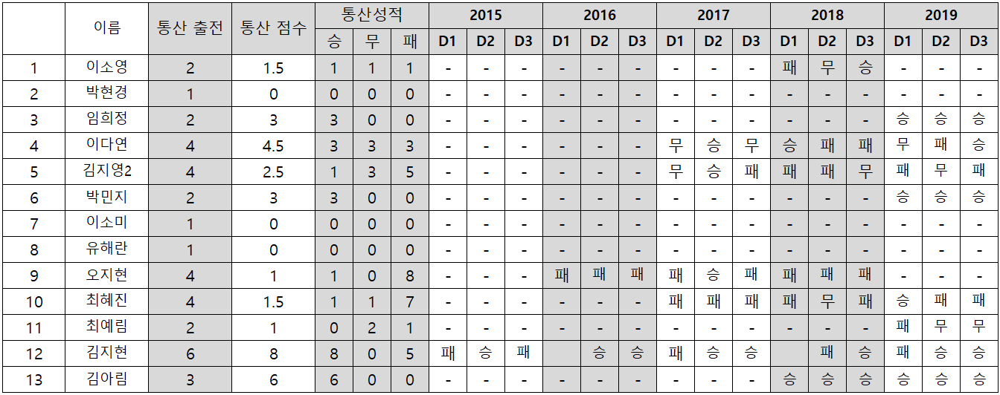 이름 통산 출전 통산 점수 통산성적 2015 2016 2017 2018 2019
승 무 패 D1 D2 D3 D1 D2 D3 D1 D2 D3 D1 D2 D3 D1 D2 D3
1 이소영 2 1.5 1 1 1 - - - - - - - - - 패 무 승 - - -
2 박현경 1 0 0 0 0 - - - - - - - - - - - - - - -
3 임희정 2 3 3 0 0 - - - - - - - - - - - - 승 승 승
4 이다연 4 4.5 3 3 3 - - - - - - 무 승 무 승 패 패 무 패 승
5 김지영2 4 2.5 1 3 5 - - - - - - 무 승 패 패 패 무 패 무 패
6 박민지 2 3 3 0 0 - - - - - - - - - - - - 승 승 승
7 이소미 1 0 0 0 0 - - - - - - - - - - - - - - -
8 유해란 1 0 0 0 0 - - - - - - - - - - - - - - -
9 오지현 4 1 1 0 8 - - - 패 패 패 패 승 패 패 패 패 - - -
10 최혜진 4 1.5 1 1 7 - - - - - - 패 패 패 패 무 패 승 패 패
11 최예림 2 1 0 2 1 - - - - - - - - - - - - 패 무 무
12 김지현 6 8 8 0 5 패 승 패 승 승 패 승 승 패 승 패 승 승
13 김아림 3 6 6 0 0 - - - - - - - - - 승 승 승 승 승 승